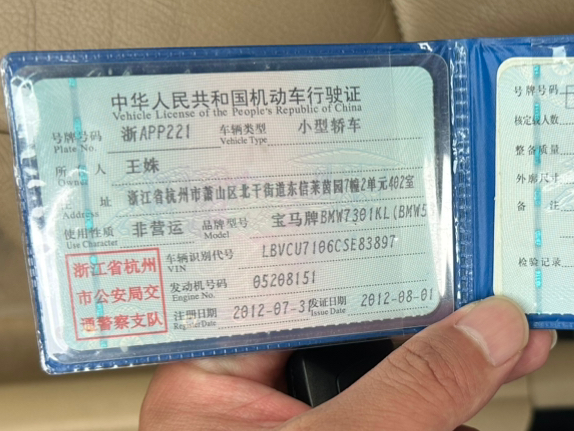 中华人民共和国机动车行驶证
Vehicle License of the People's Republic of China
号牌号码 浙APP221 车辆类型 小型轿车
Plate No. Vehicle Type
所有人 王姝
Owner
住址 浙江省杭州市萧山区北干街道东倍莱茵园7幢2单元402室
Address
使用性质 非营运 品牌型号 宝马牌BMW7301KL(BMW5
Use Character Model
浙江省杭州
市公安局交
通警察支队
车辆识别代号 LBVCU7106CSE83897
VIN
发动机号码 05208151
Engine No.
注册日期 2012-07-31 发证日期 2012-08-01
Register Date Issue Date
号牌号码
核定载人数
整备质量
外廓尺寸
备注
检验记录